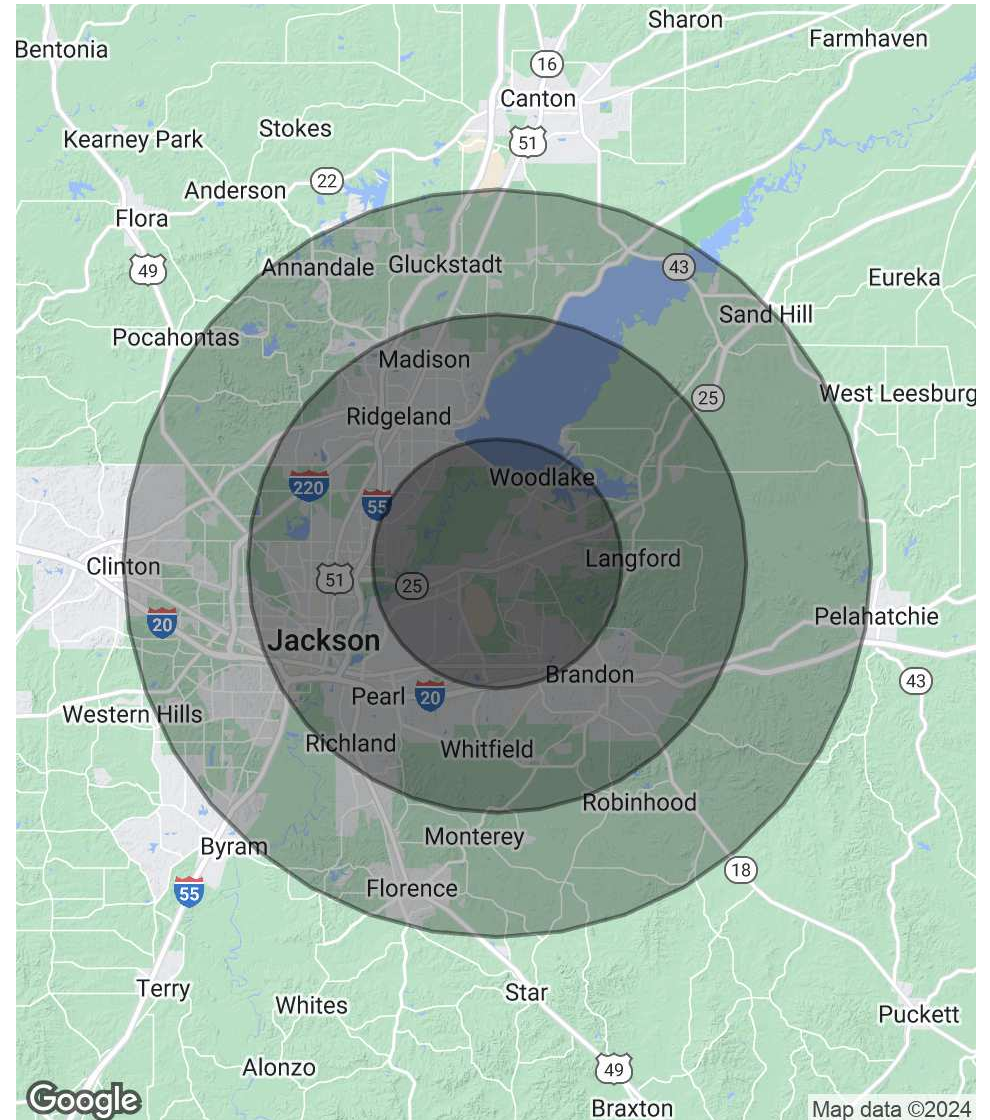 Sharon
Bentonia
Farmhaven
16
Canton
Stokes
Kearney Park
51
22
Anderson
Flora
49
Annandale
Gluckstadt
43
Eureka
Sand Hill
Pocahontas
Madison
25
West Leesburg
Ridgeland
Woodlake
220
55
Clinton
51
25
Langford
20
Jackson
Pelahatchie
Brandon
43
Pearl
20
Western Hills
Richland
Whitfield
Robinhood
Monterey
Byram
18
Florence
55
Terry
Star
Whites
Puckett
Alonzo
49
Google
Braxton
Map data ©2024